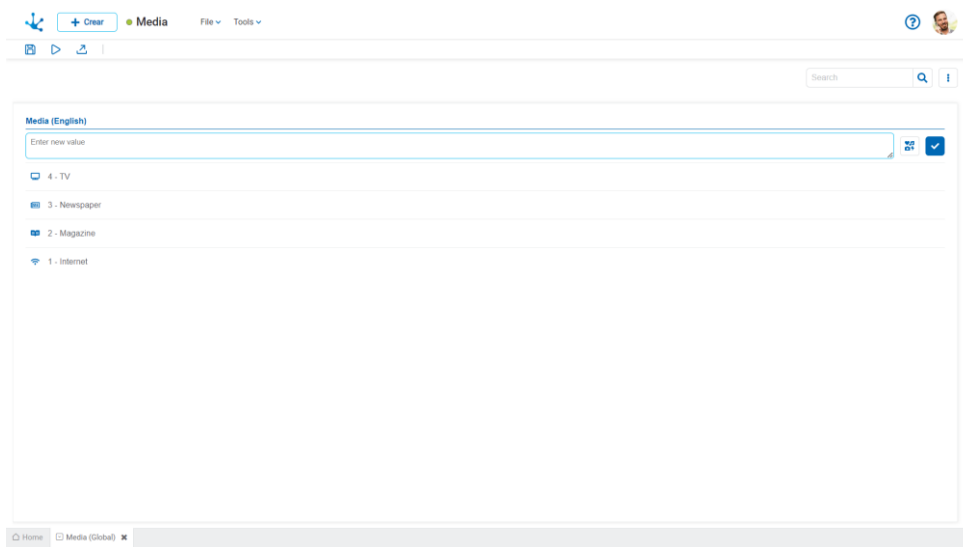 Crear Media File Tools
Search
Media (English)
Enter new value
4 - TV
3 - Newspaper
2 - Magazine
1 - Internet
Home Media (Global)